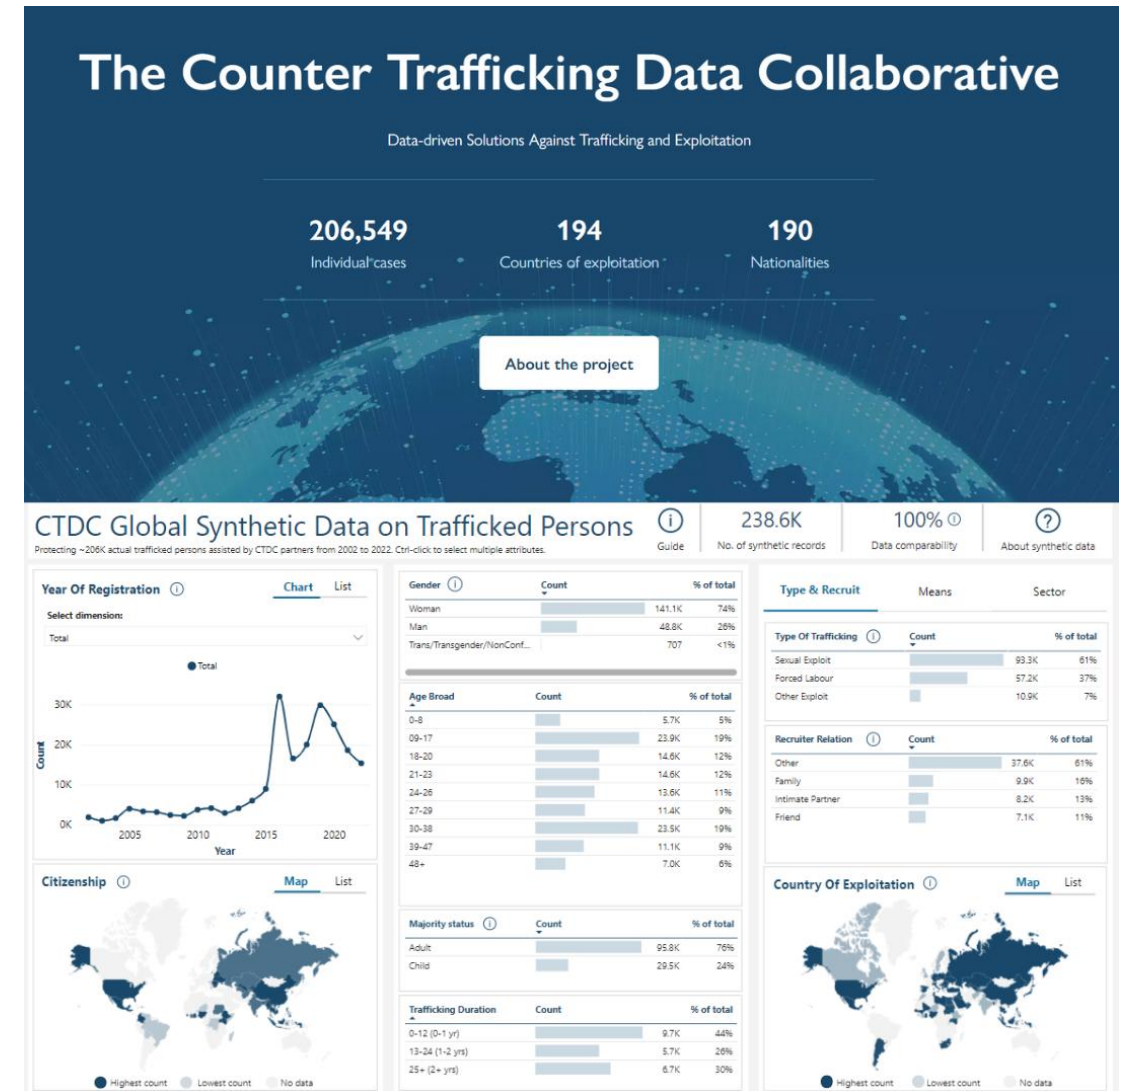 The Counter Trafficking Data Collaborative
Data-driven Solutions Against Trafficking and Exploitation
206,549 194 190
Individual cases Countries of exploitation Nationalities
About the project
CTDC Global Synthetic Data on Trafficked Persons
Protecting ~206K actual trafficked persons assisted by CTDC partners from 2002 to 2022. Ctrl-click to select multiple attributes.
Guide
238.6K
No. of synthetic records
100%
Data comparability
About synthetic data
Year Of Registration
Chart List
Select dimension:
Total
Total
30K
20K
10K
0K
Count
2005 2010 2015 2020
Year
Citizenship
Map List
Highest count Lowest count No data
Gender Count % of total
Woman 141.1K 74%
Man 48.8K 26%
Trans/Transgender/NonConf... 707 <1%
Age Broad Count % of total
0-8 5.7K 5%
09-17 23.9K 19%
18-20 14.6K 12%
21-23 14.6K 12%
24-26 13.6K 11%
27-29 11.4K 9%
30-38 23.5K 19%
39-47 11.1K 9%
48+ 7.0K 6%
Majority status Count % of total
Adult 95.8K 76%
Child 29.5K 24%
Trafficking Duration Count % of total
0-12 (0-1 yr) 9.7K 44%
13-24 (1-2 yrs) 5.7K 26%
25+ (2+ yrs) 6.7K 30%
Type & Recruit Means Sector
Type Of Trafficking Count % of total
Sexual Exploit 93.3K 61%
Forced Labour 57.2K 37%
Other Exploit 10.9K 7%
Recruiter Relation Count % of total
Other 37.6K 61%
Family 9.9K 16%
Intimate Partner 8.2K 13%
Friend 7.1K 11%
Country Of Exploitation
Map List
Highest count Lowest count No data